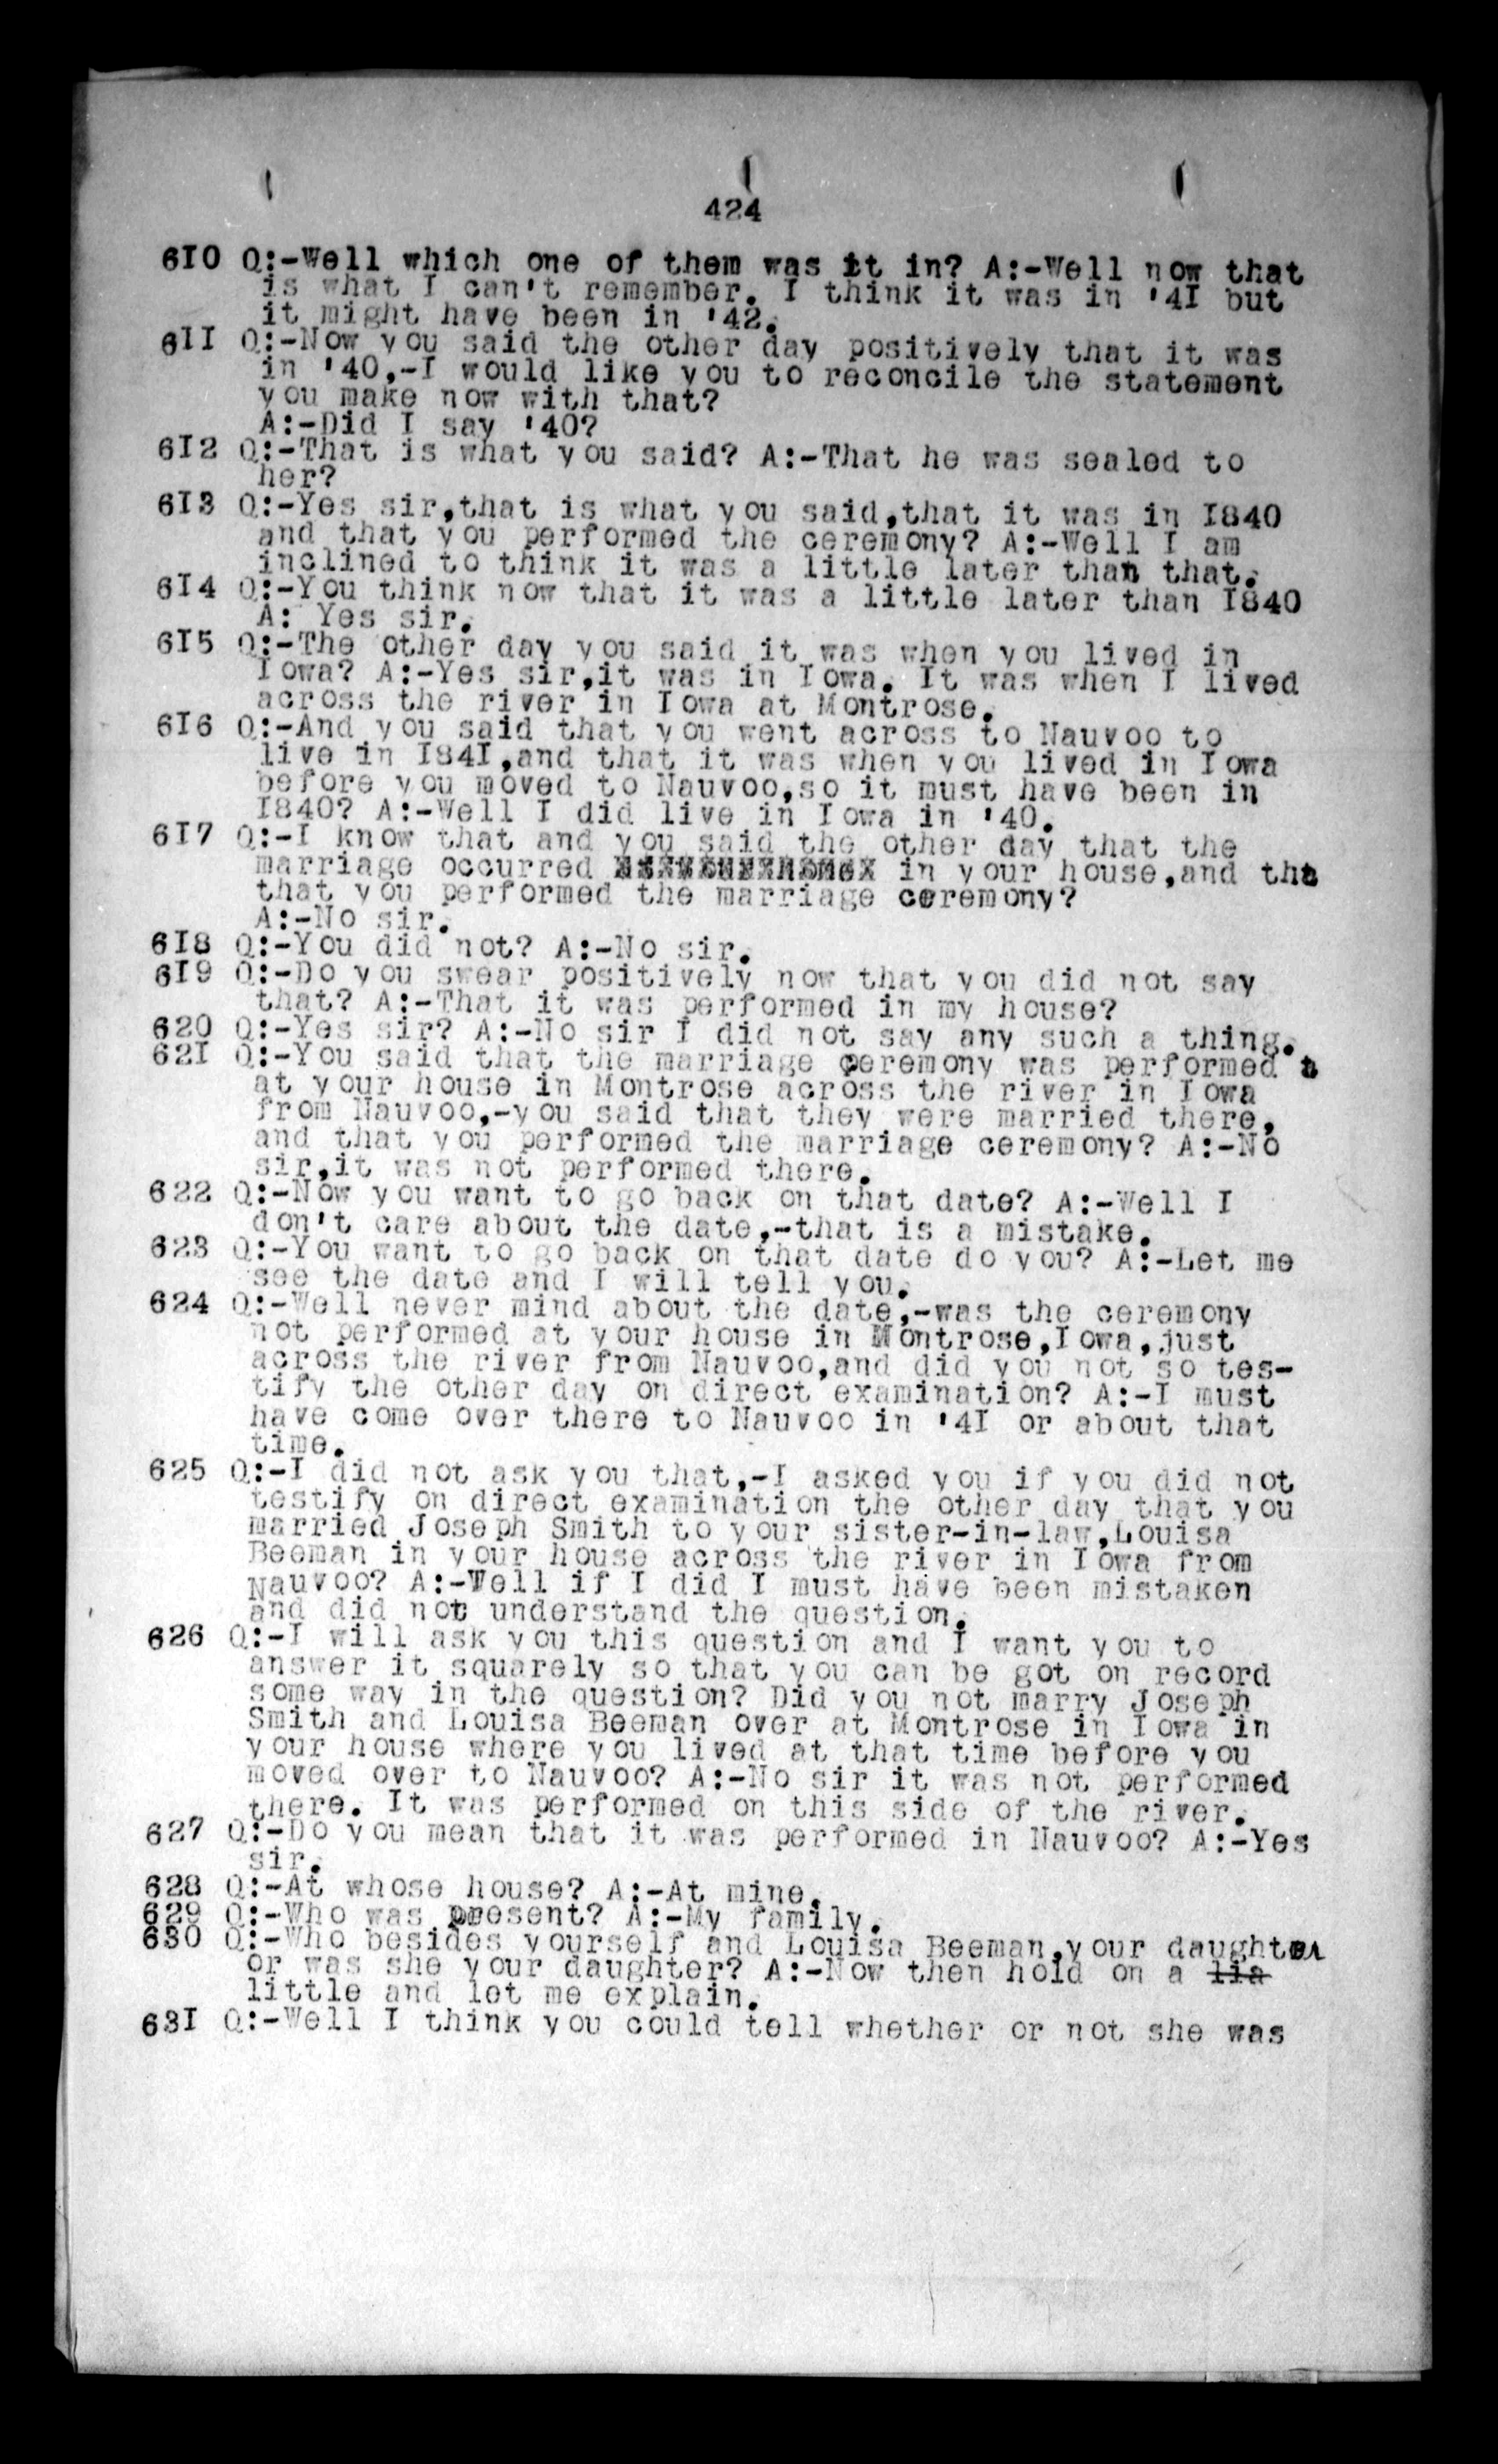 424
610 Q:-Well which one of them was it in? A:-Well now that
is what I can't remember. I think it was in '4I but
it might have been in '42.
6II Q:-Now you said the other day positively that it was
in '40,-I would like you to reconcile the statement
you make now with that?
A:-Did I say '40?
6I2 Q:-That is what you said? A:-That he was sealed to
her?
6I3 Q:-Yes sir,that is what you said,that it was in I840
and that you performed the ceremony? A:-Well I am
inclined to think it was a little later than that.
6I4 Q:-You think now that it was a little later than I840
A: Yes sir.
6I5 Q:-The other day you said it was when you lived in
Iowa? A:-Yes sir,it was in Iowa. It was when I lived
across the river in Iowa at Montrose.
6I6 Q:-And you said that you went across to Nauvoo to
live in I84I,and that it was when you lived in Iowa
before you moved to Nauvoo,so it must have been in
I840? A:-Well I did live in Iowa in '40.
6I7 Q:-I know that and you said the other day that the
marriage occurred in your house,and tha
that you performed the marriage ceremony?
A:-No sir.
6I8 Q:-You did not? A:-No sir.
6I9 Q:-Do you swear positively now that you did not say
that? A:-That it was performed in my house?
620 Q:-Yes sir? A:-No sir I did not say any such a thing.
62I Q:-You said that the marriage ceremony was performed a
at your house in Montrose across the river in Iowa
from Nauvoo,-you said that they were married there,
and that you performed the marriage ceremony? A:-No
sir,it was not performed there.
622 Q:-Now you want to go back on that date? A:-Well I
don't care about the date,-that is a mistake.
623 Q:-You want to go back on that date do you? A:-Let me
see the date and I will tell you.
624 Q:-Well never mind about the date,-was the ceremony
not performed at your house in Montrose,Iowa,just
across the river from Nauvoo,and did you not so tes-
tify the other day on direct examination? A:-I must
have come over there to Nauvoo in '4I or about that
time.
625 Q:-I did not ask you that,-I asked you if you did not
testify on direct examination the other day that you
married Joseph Smith to your sister-in-law,Louisa
Beeman in your house across the river in Iowa from
Nauvoo? A:-Well if I did I must have been mistaken
and did not understand the question.
626 Q:-I will ask you this question and I want you to
answer it squarely so that you can be got on record
some way in the question? Did you not marry Joseph
Smith and Louisa Beeman over at Montrose in Iowa in
your house where you lived at that time before you
moved over to Nauvoo? A:-No sir it was not performed
there. It was performed on this side of the river.
627 Q:-Do you mean that it was performed in Nauvoo? A:-Yes
sir.
628 Q:-At whose house? A:-At mine.
629 Q:-Who was present? A:-My family.
630 Q:-Who besides yourself and Louisa Beeman,your daughter
or was she your daughter? A:-Now then hold on a lia
little and let me explain.
63I Q:-Well I think you could tell whether or not she was